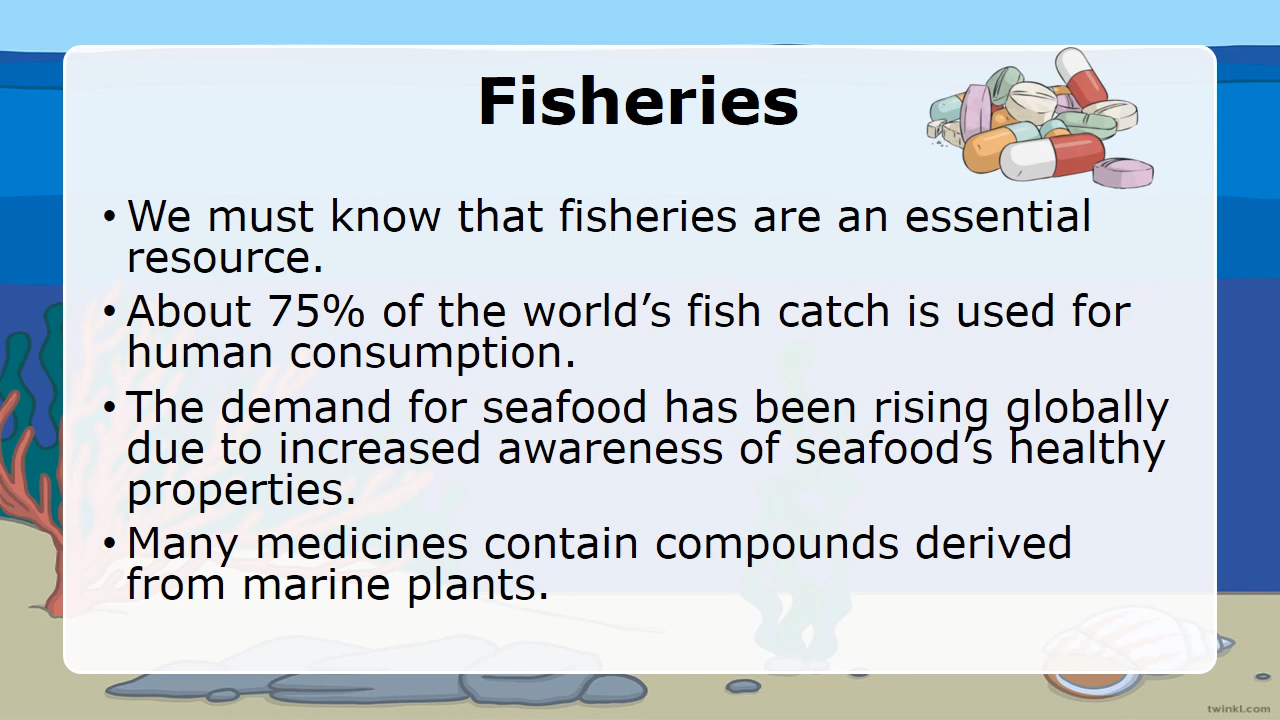 Fisheries
• We must know that fisheries are an essential
resource.
• About 75% of the world’s fish catch is used for
human consumption.
• The demand for seafood has been rising globally
due to increased awareness of seafood’s healthy
properties.
• Many medicines contain compounds derived
from marine plants.
twinkl.com